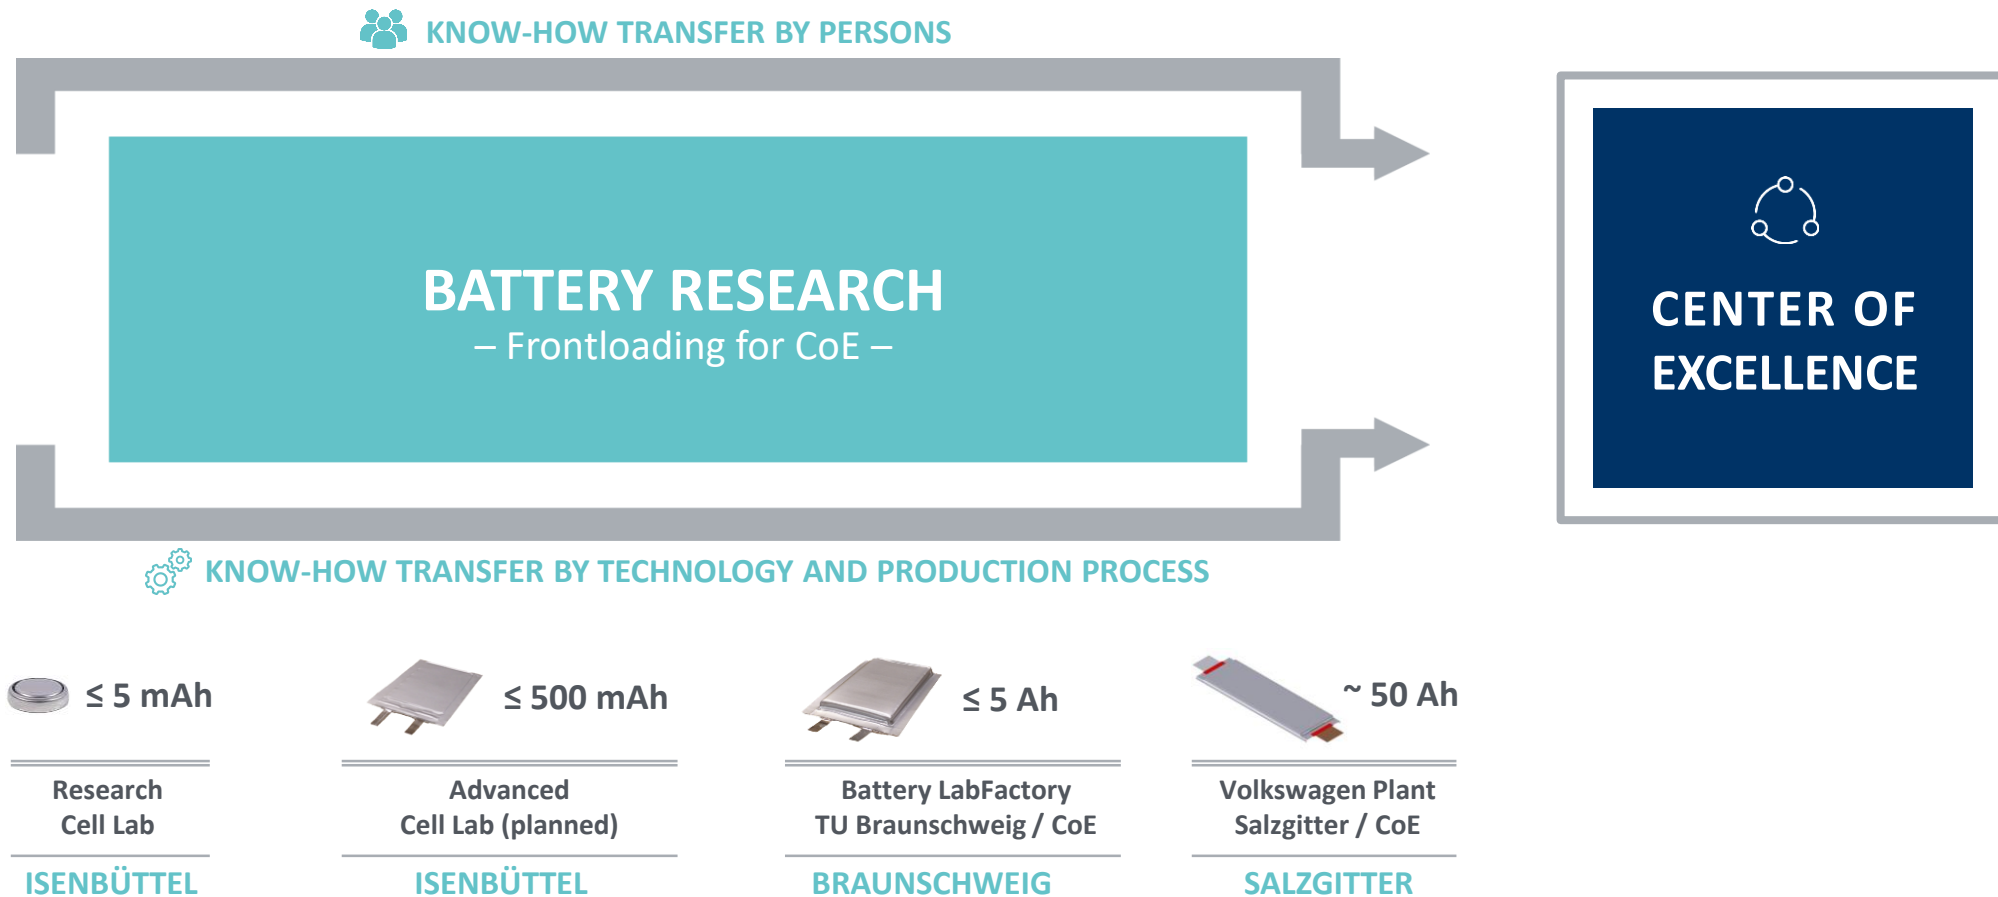 KNOW-HOW TRANSFER BY PERSONS
BATTERY RESEARCH
– Frontloading for CoE –
CENTER OF
EXCELLENCE
KNOW-HOW TRANSFER BY TECHNOLOGY AND PRODUCTION PROCESS
≤ 5 mAh
Research
Cell Lab
ISENBÜTTEL
≤ 500 mAh
Advanced
Cell Lab (planned)
ISENBÜTTEL
≤ 5 Ah
Battery LabFactory
TU Braunschweig / CoE
BRAUNSCHWEIG
~ 50 Ah
Volkswagen Plant
Salzgitter / CoE
SALZGITTER